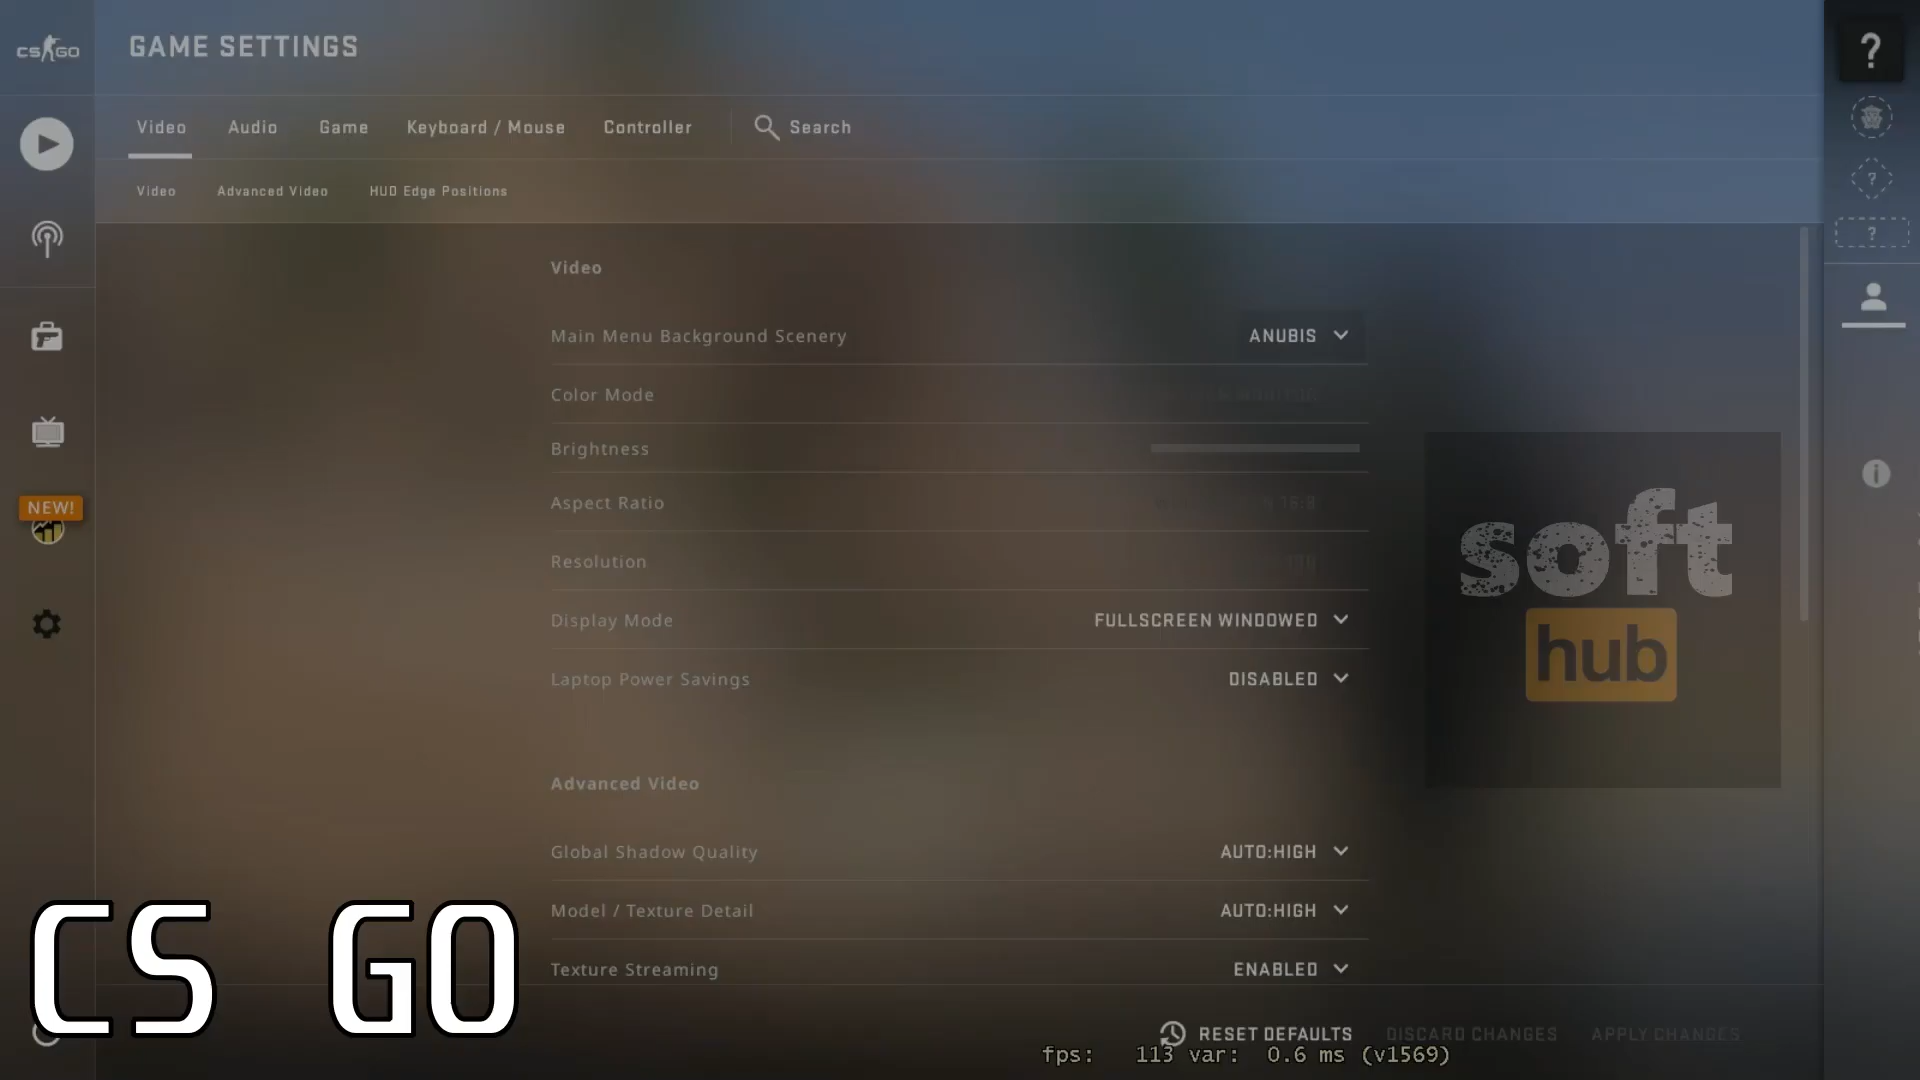 CS GO
GAME SETTINGS
?
Video Audio Game Keyboard / Mouse Controller Search
?
Video Advanced Video HUD Edge Positions
?
Video
Main Menu Background Scenery ANUBIS
Color Mode
Brightness
Aspect Ratio
NEW!
Resolution
Display Mode FULLSCREEN WINDOWED
Laptop Power Savings DISABLED
soft
hub
Advanced Video
Global Shadow Quality AUTO:HIGH
Model / Texture Detail AUTO:HIGH
Texture Streaming ENABLED
CS GO
RESET DEFAULTS DISCARD CHANGES APPLY CHANGES
fps: 113 var: 0.6 ms (v1569)